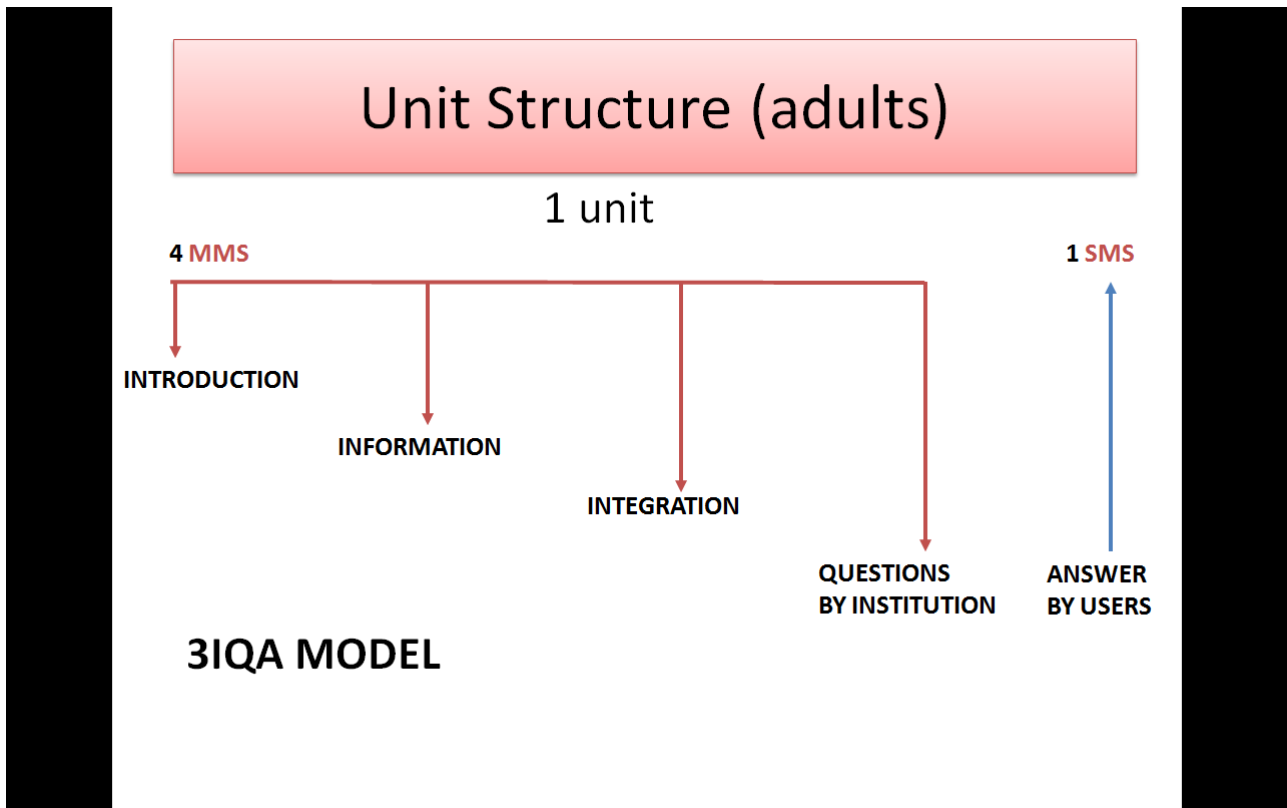 Unit Structure (adults)
1 unit
4 MMS
1 SMS
INTRODUCTION
INFORMATION
INTEGRATION
QUESTIONS
BY INSTITUTION
ANSWER
BY USERS
3IQA MODEL